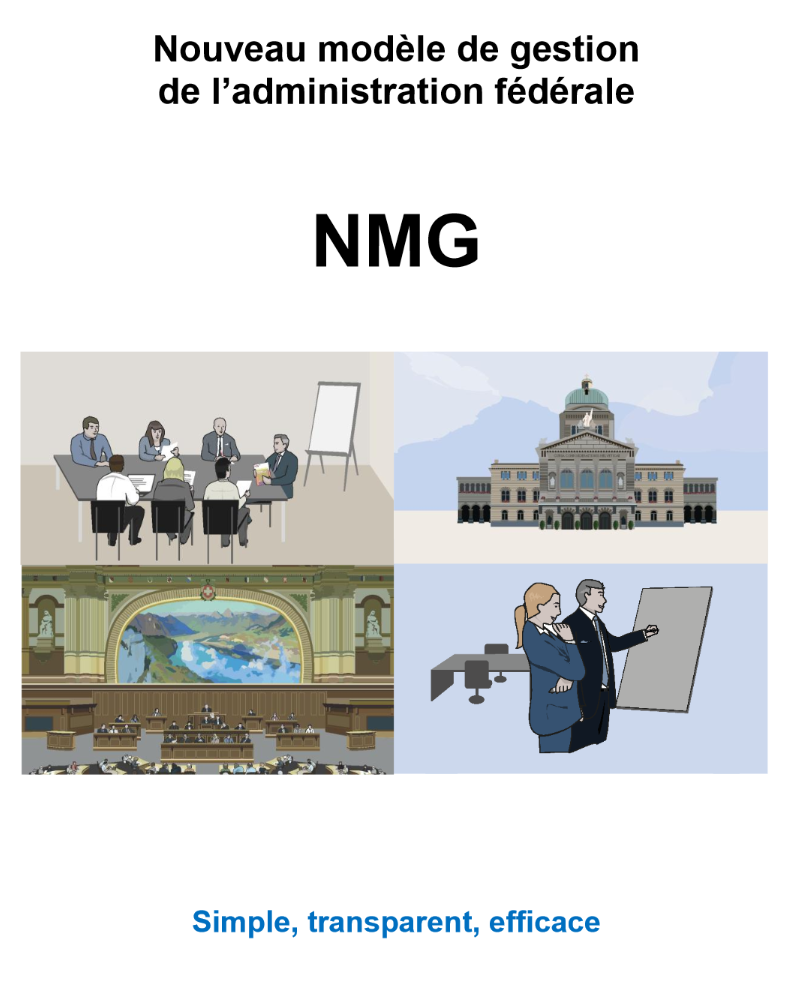 Nouveau modèle de gestion
de l’administration fédérale
NMG
Simple, transparent, efficace